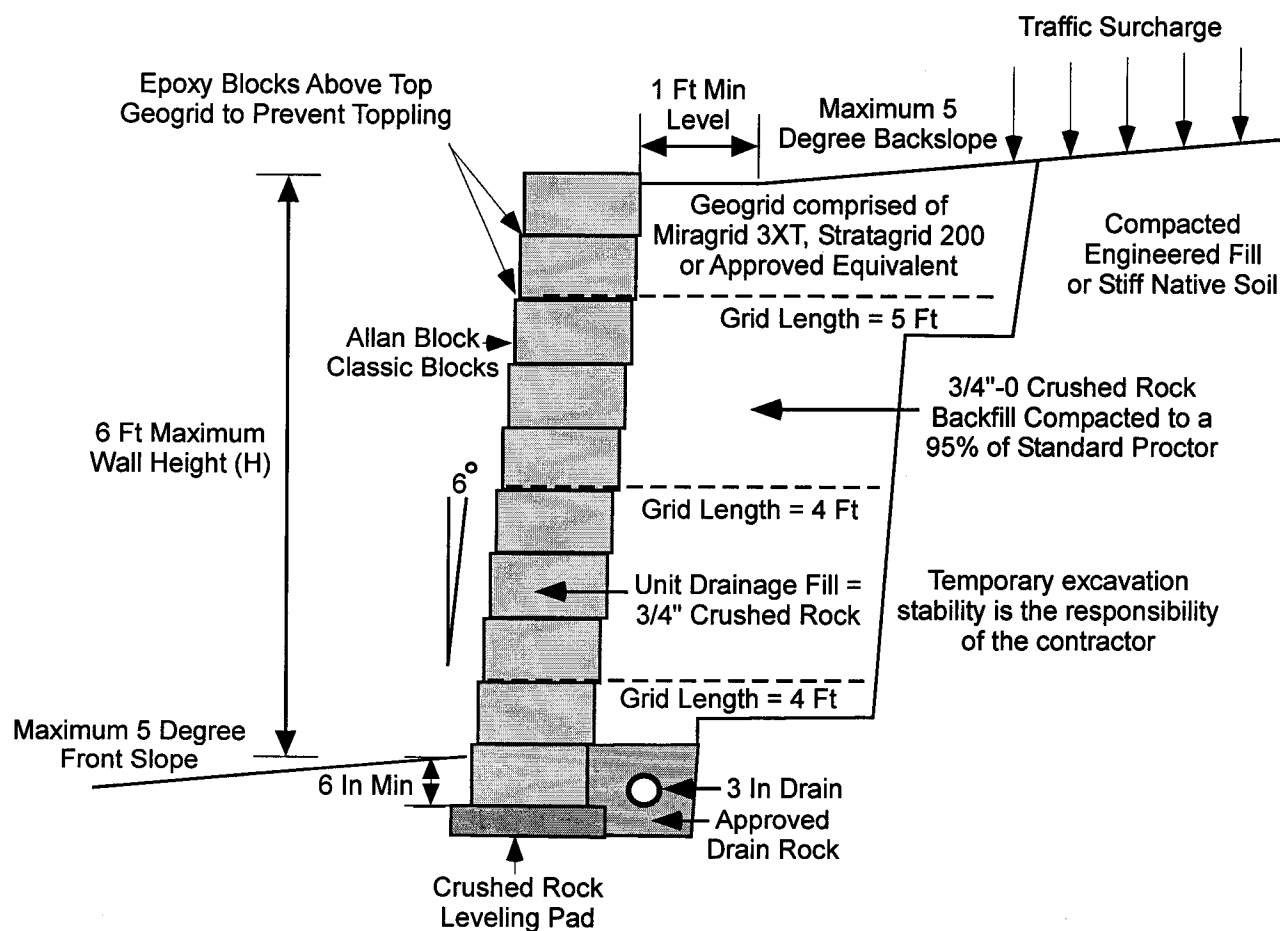 Traffic Surcharge
Epoxy Blocks Above Top
Geogrid to Prevent Toppling
1 Ft Min
Level
Maximum 5
Degree Backslope
Geogrid comprised of
Miragrid 3XT, Stratagrid 200
or Approved Equivalent
Compacted
Engineered Fill
or Stiff Native Soil
Grid Length = 5 Ft
Allan Block
Classic Blocks
3/4"-0 Crushed Rock
Backfill Compacted to a
95% of Standard Proctor
6 Ft Maximum
Wall Height (H)
6°
Grid Length = 4 Ft
Unit Drainage Fill =
3/4" Crushed Rock
Temporary excavation
stability is the responsibility
of the contractor
Grid Length = 4 Ft
Maximum 5 Degree
Front Slope
6 In Min
3 In Drain
Approved
Drain Rock
Crushed Rock
Leveling Pad